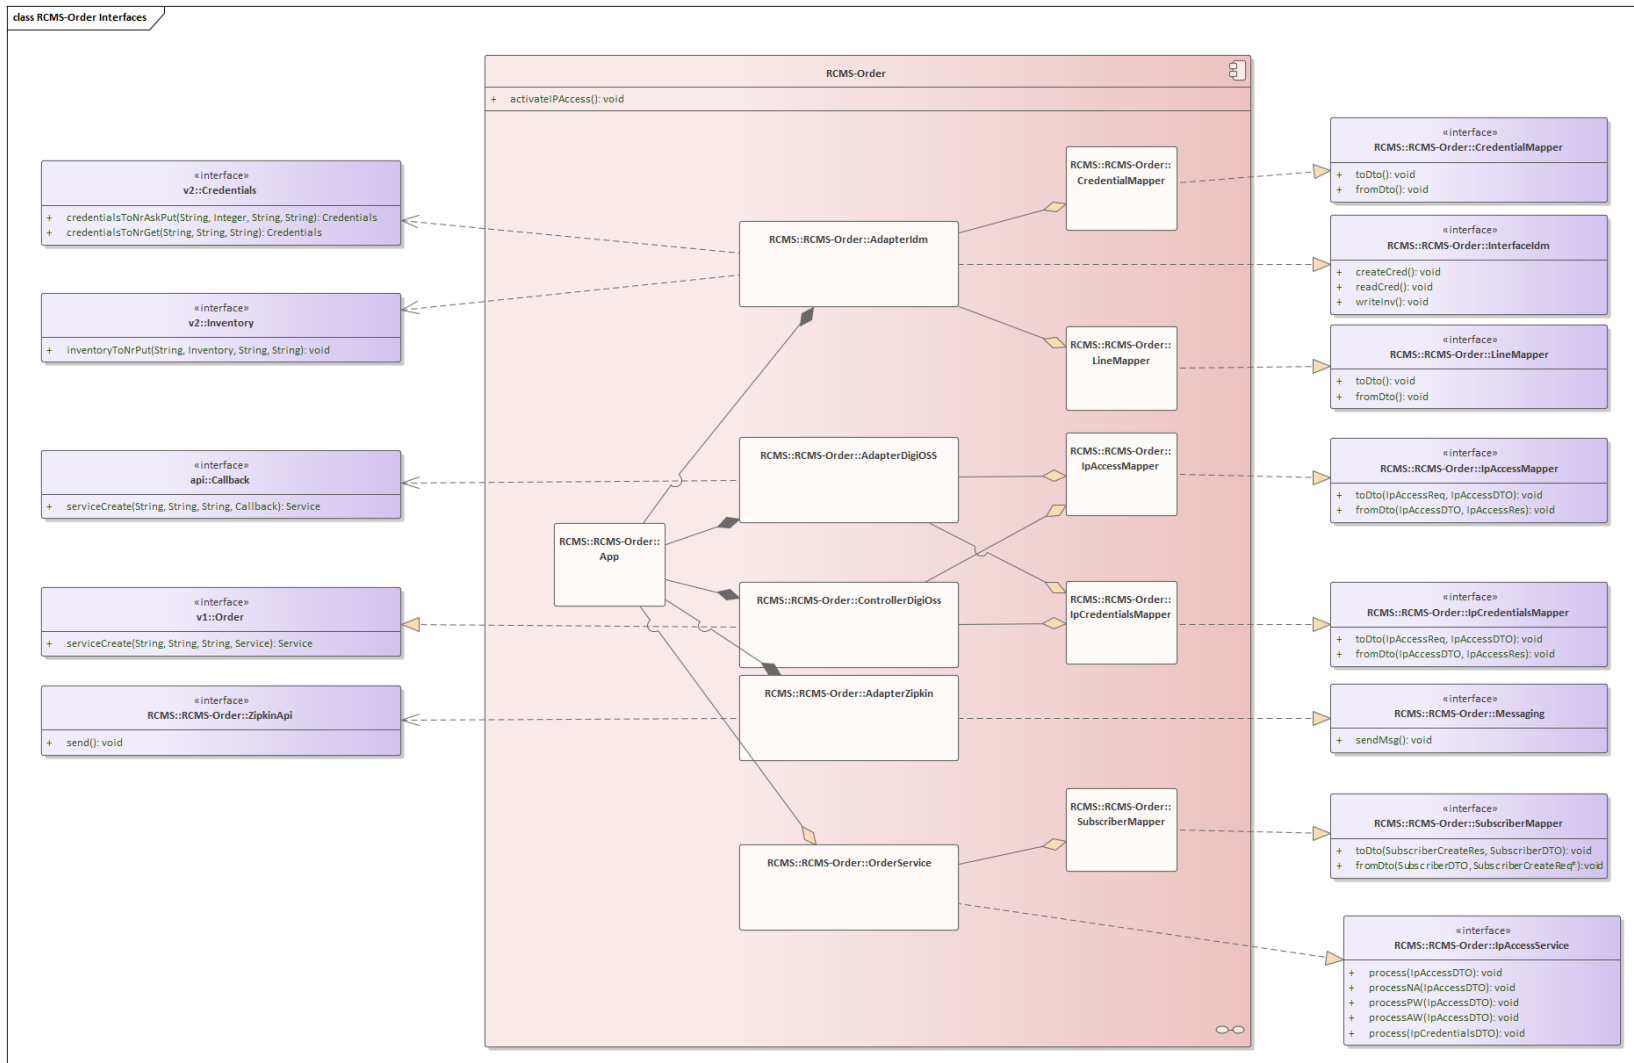 class RCMS-Order Interfaces
RCMS-Order
+ activateIPAccess(): void
«interface»
v2::Credentials
+ credentialsToNrAskPut(String, Integer, String, String): Credentials
+ credentialsToNrGet(String, String, String): Credentials
«interface»
v2::Inventory
+ inventoryToNrPut(String, Inventory, String, String): void
«interface»
api::Callback
+ serviceCreate(String, String, String, Callback): Service
«interface»
v1::Order
+ serviceCreate(String, String, String, Service): Service
«interface»
RCMS::RCMS-Order::ZipkinApi
+ send(): void
RCMS::RCMS-Order::
App
RCMS::RCMS-Order::AdapterIdm
RCMS::RCMS-Order::AdapterDigiOSS
RCMS::RCMS-Order::ControllerDigiOss
RCMS::RCMS-Order::AdapterZipkin
RCMS::RCMS-Order::OrderService
RCMS::RCMS-Order::
CredentialMapper
RCMS::RCMS-Order::
LineMapper
RCMS::RCMS-Order::
IpAccessMapper
RCMS::RCMS-Order::
IpCredentialsMapper
RCMS::RCMS-Order::
SubscriberMapper
«interface»
RCMS::RCMS-Order::CredentialMapper
+ toDto(): void
+ fromDto(): void
«interface»
RCMS::RCMS-Order::InterfaceIdm
+ createCred(): void
+ readCred(): void
+ writeInv(): void
«interface»
RCMS::RCMS-Order::LineMapper
+ toDto(): void
+ fromDto(): void
«interface»
RCMS::RCMS-Order::IpAccessMapper
+ toDto(IpAccessReq, IpAccessDTO): void
+ fromDto(IpAccessDTO, IpAccessRes): void
«interface»
RCMS::RCMS-Order::IpCredentialsMapper
+ toDto(IpAccessReq, IpAccessDTO): void
+ fromDto(IpAccessDTO, IpAccessRes): void
«interface»
RCMS::RCMS-Order::Messaging
+ sendMsg(): void
«interface»
RCMS::RCMS-Order::SubscriberMapper
+ toDto(SubscriberCreateRes, SubscriberDTO): void
+ fromDto(SubscriberDTO, SubscriberCreateReq*): void
«interface»
RCMS::RCMS-Order::IpAccessService
+ process(IpAccessDTO): void
+ processNA(IpAccessDTO): void
+ processPW(IpAccessDTO): void
+ processAW(IpAccessDTO): void
+ process(IpCredentialsDTO): void